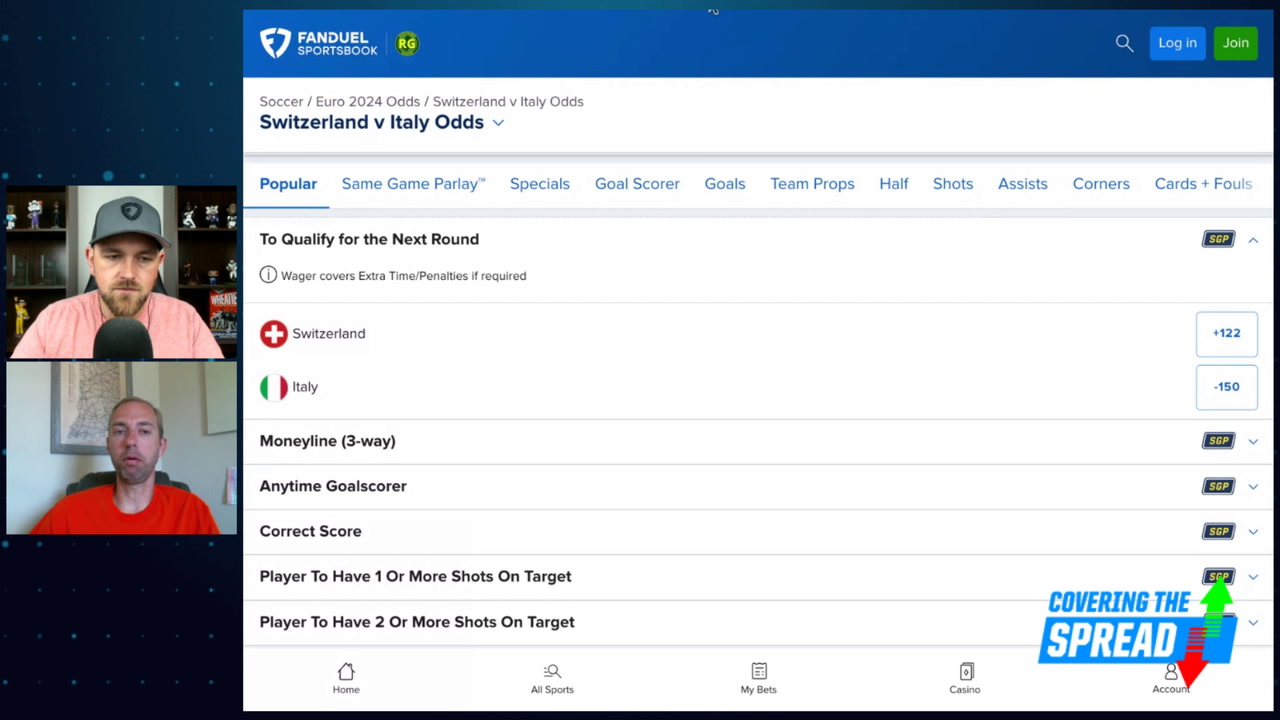 FANDUEL
SPORTSBOOK
RG
Log in
Join
Soccer / Euro 2024 Odds / Switzerland v Italy Odds
Switzerland v Italy Odds
Popular
Same Game Parlay™
Specials
Goal Scorer
Goals
Team Props
Half
Shots
Assists
Corners
Cards + Fouls
To Qualify for the Next Round
SGP
Wager covers Extra Time/Penalties if required
Switzerland
+122
Italy
-150
Moneyline (3-way)
SGP
Anytime Goalscorer
SGP
Correct Score
SGP
Player To Have 1 Or More Shots On Target
SGP
Player To Have 2 Or More Shots On Target
COVERING THE
SPREAD
Home
All Sports
My Bets
Casino
Account
WHEATIES